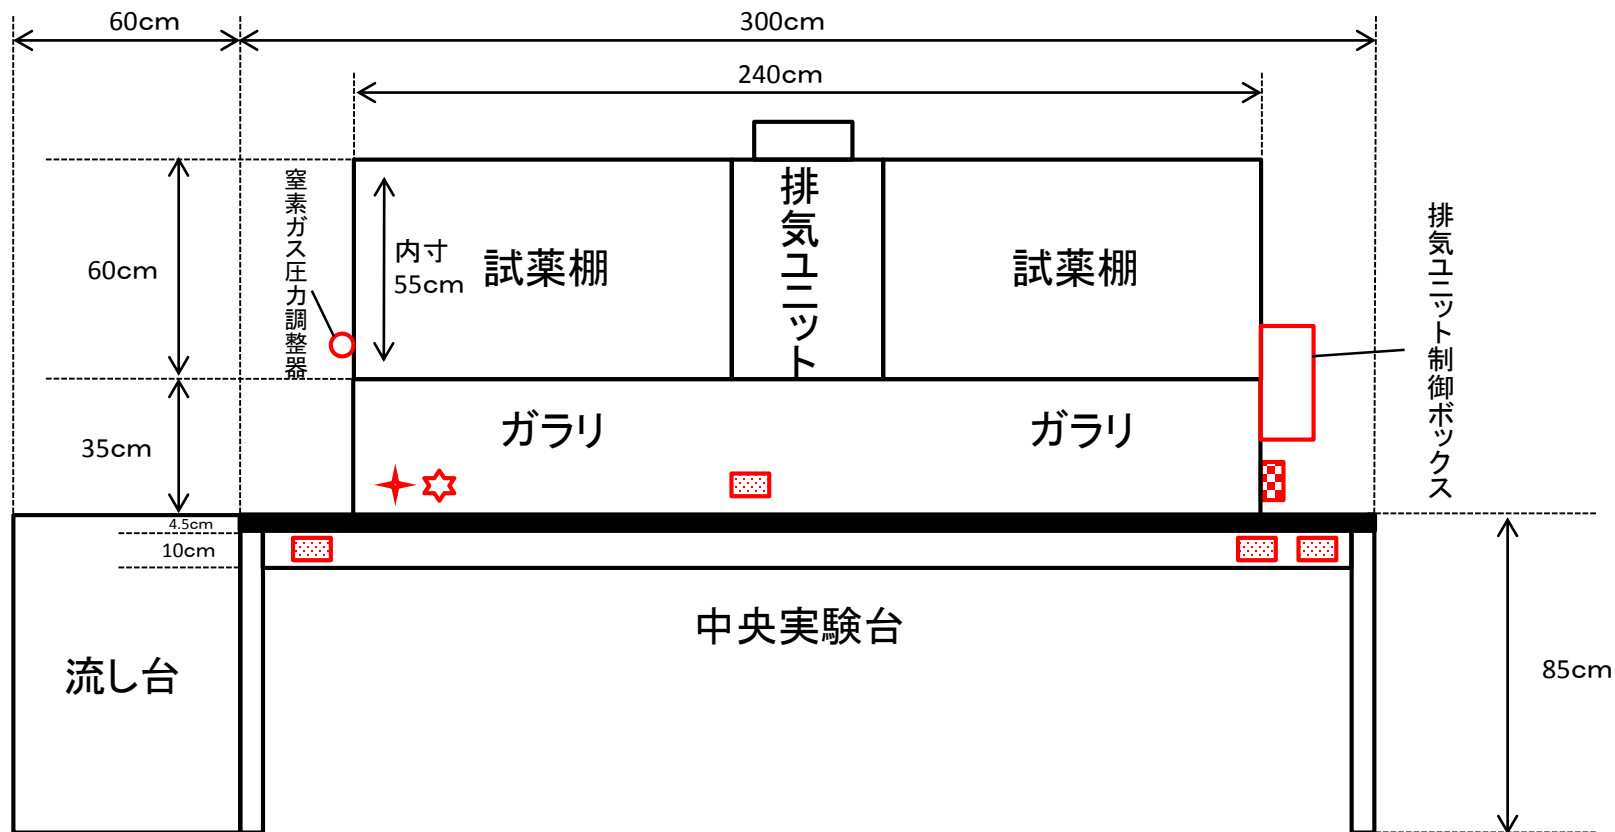 60cm
300cm
240cm
窒素ガス圧力調整器
排気ユニット
排気ユニット制御ボックス
内寸
55cm
試薬棚
試薬棚
60cm
ガラリ
ガラリ
35cm
4.5cm
10cm
中央実験台
流し台
85cm